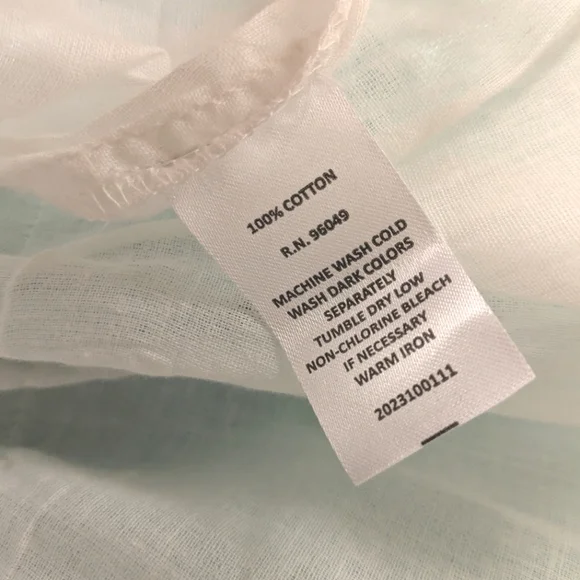 100% COTTON
R.N. 96049
MACHINE WASH COLD
WASH DARK COLORS
SEPARATELY
TUMBLE DRY LOW
NON-CHLORINE BLEACH
IF NECESSARY
WARM IRON
2023100111